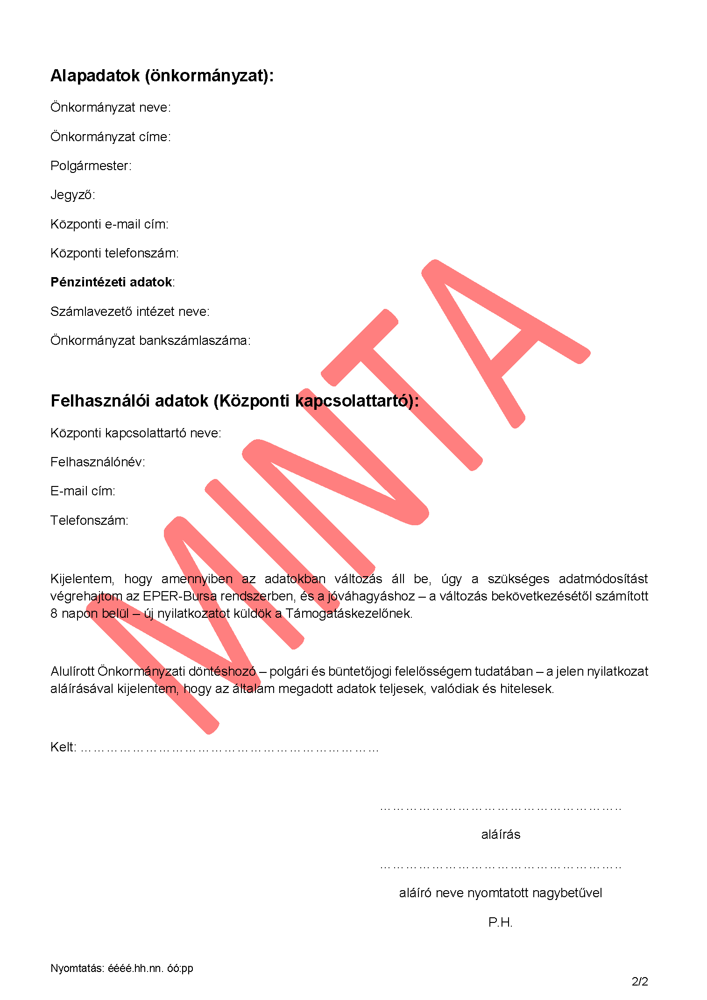 Alapadatok (önkormányzat):
Önkormányzat neve:
Önkormányzat címe:
Polgármester:
Jegyző:
Központi e-mail cím:
Központi telefonszám:
Pénzintézeti adatok:
Számlavezető intézet neve:
Önkormányzat bankszámlaszáma:
Felhasználói adatok (Központi kapcsolattartó):
Központi kapcsolattartó neve:
Felhasználónév:
E-mail cím:
Telefonszám:
Kijelentem, hogy amennyiben az adatokban változás áll be, úgy a szükséges adatmódosítást
végrehajtom az EPER-Bursa rendszerben, és a jóváhagyáshoz – a változás bekövetkezésétől számított
8 napon belül – új nyilatkozatot küldök a Támogatáskezelőnek.
Alulírott Önkormányzati döntéshozó – polgári és büntetőjogi felelősségem tudatában – a jelen nyilatkozat
aláírásával kijelentem, hogy az általam megadott adatok teljesek, valódiak és hitelesek.
Kelt: ……………………………………………………………
………………………………………………..
aláírás
………………………………………………..
aláíró neve nyomtatott nagybetűvel
P.H.
Nyomtatás: éééé.hh.nn. óó:pp
2/2
MINTA